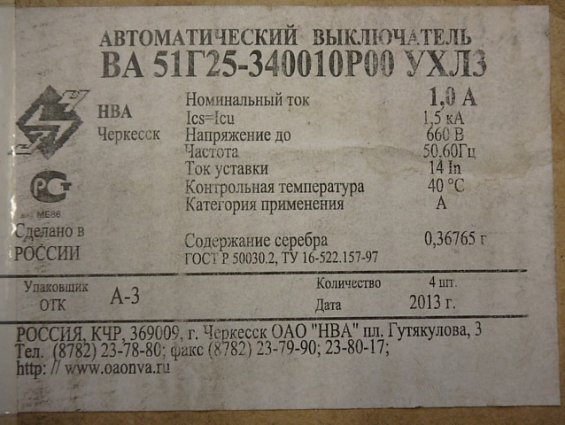 АВТОМАТИЧЕСКИЙ ВЫКЛЮЧАТЕЛЬ
ВА 51Г25-340010Р00 УХЛ3
НВА
Черкесск
Номинальный ток 1,0 А
Ics=Icu 1,5 кА
Напряжение до 660 В
Частота 50.60Гц
Ток уставки 14 In
Контрольная температура 40 °С
Категория применения А
РСТ
МЕ86
Сделано в
РОССИИ
Содержание серебра 0,36765 г
ГОСТ Р 50030.2, ТУ 16-522.157-97
Упаковщик
ОТК
А-3
Количество 4 шт.
Дата 2013 г.
РОССИЯ, КЧР, 369009, г. Черкесск ОАО "НВА" пл. Гутякулова, 3
Тел. (8782) 23-78-80; факс (8782) 23-79-90; 23-80-17;
http: // www.oaonva.ru